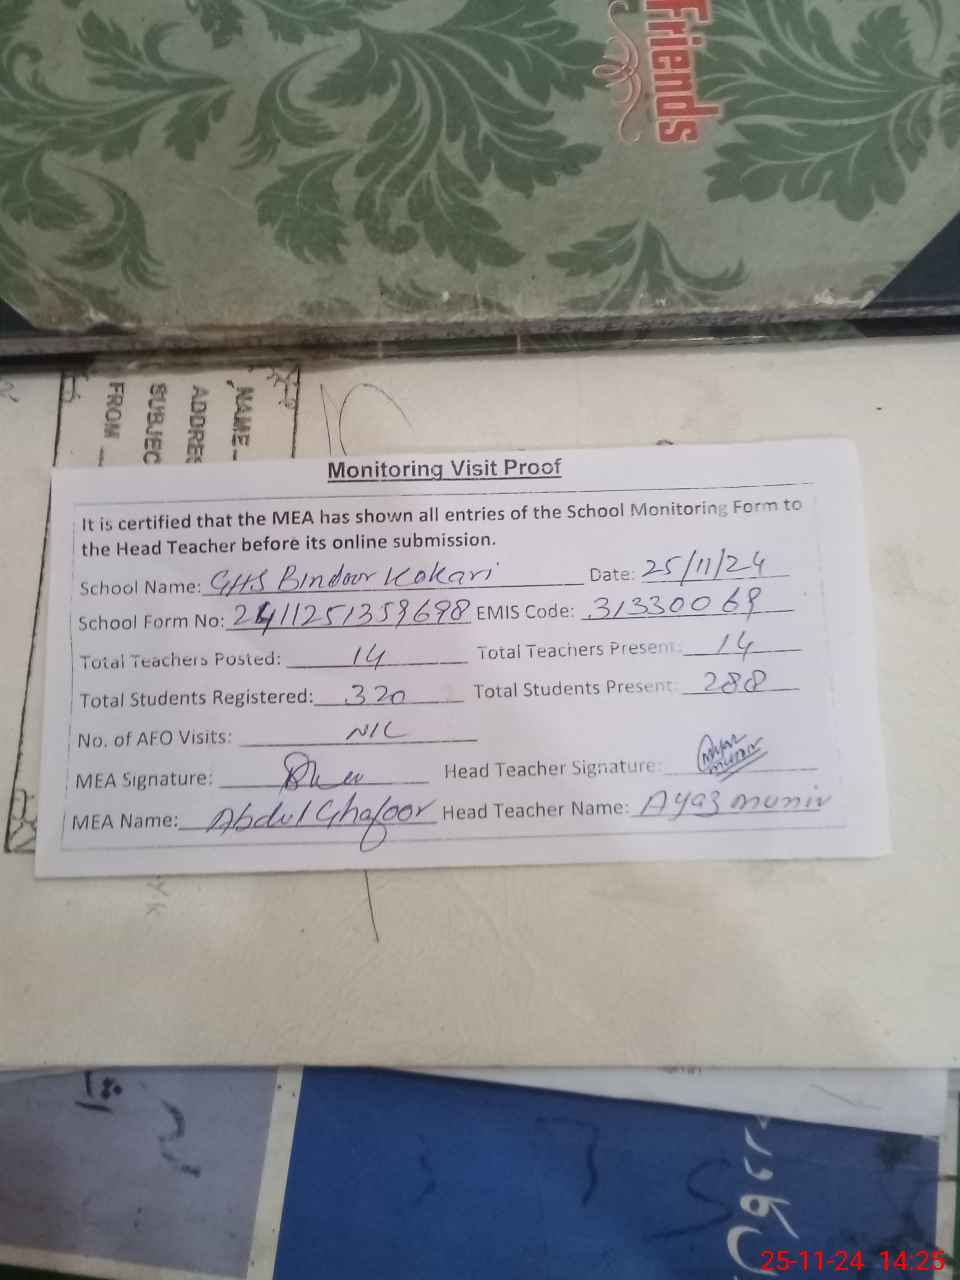 Friends
NAME-
ADDRES
SUBJEC
FROM
Monitoring Visit Proof
It is certified that the MEA has shown all entries of the School Monitoring Form to
the Head Teacher before its online submission.
School Name: GHS Bindoor Kokari Date: 25/11/24
School Form No: EMIS Code: 31330069
Total Teachers Posted: 14 Total Teachers Present: 14
Total Students Registered: 320 Total Students Present: 288
No. of AFO Visits: NIL
MEA Signature: Head Teacher Signature:
MEA Name: Abdul Ghafoor Head Teacher Name: Ayaz munir
25-11-24 14:25